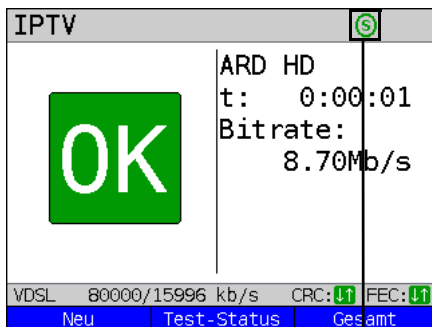 IPTV Ⓢ
ARD HD
t: 0:00:01
Bitrate:
8.70Mb/s
OK
VDSL 80000/15996 kb/s CRC:↓↑ FEC:↓↑
Neu Test-Status Gesamt